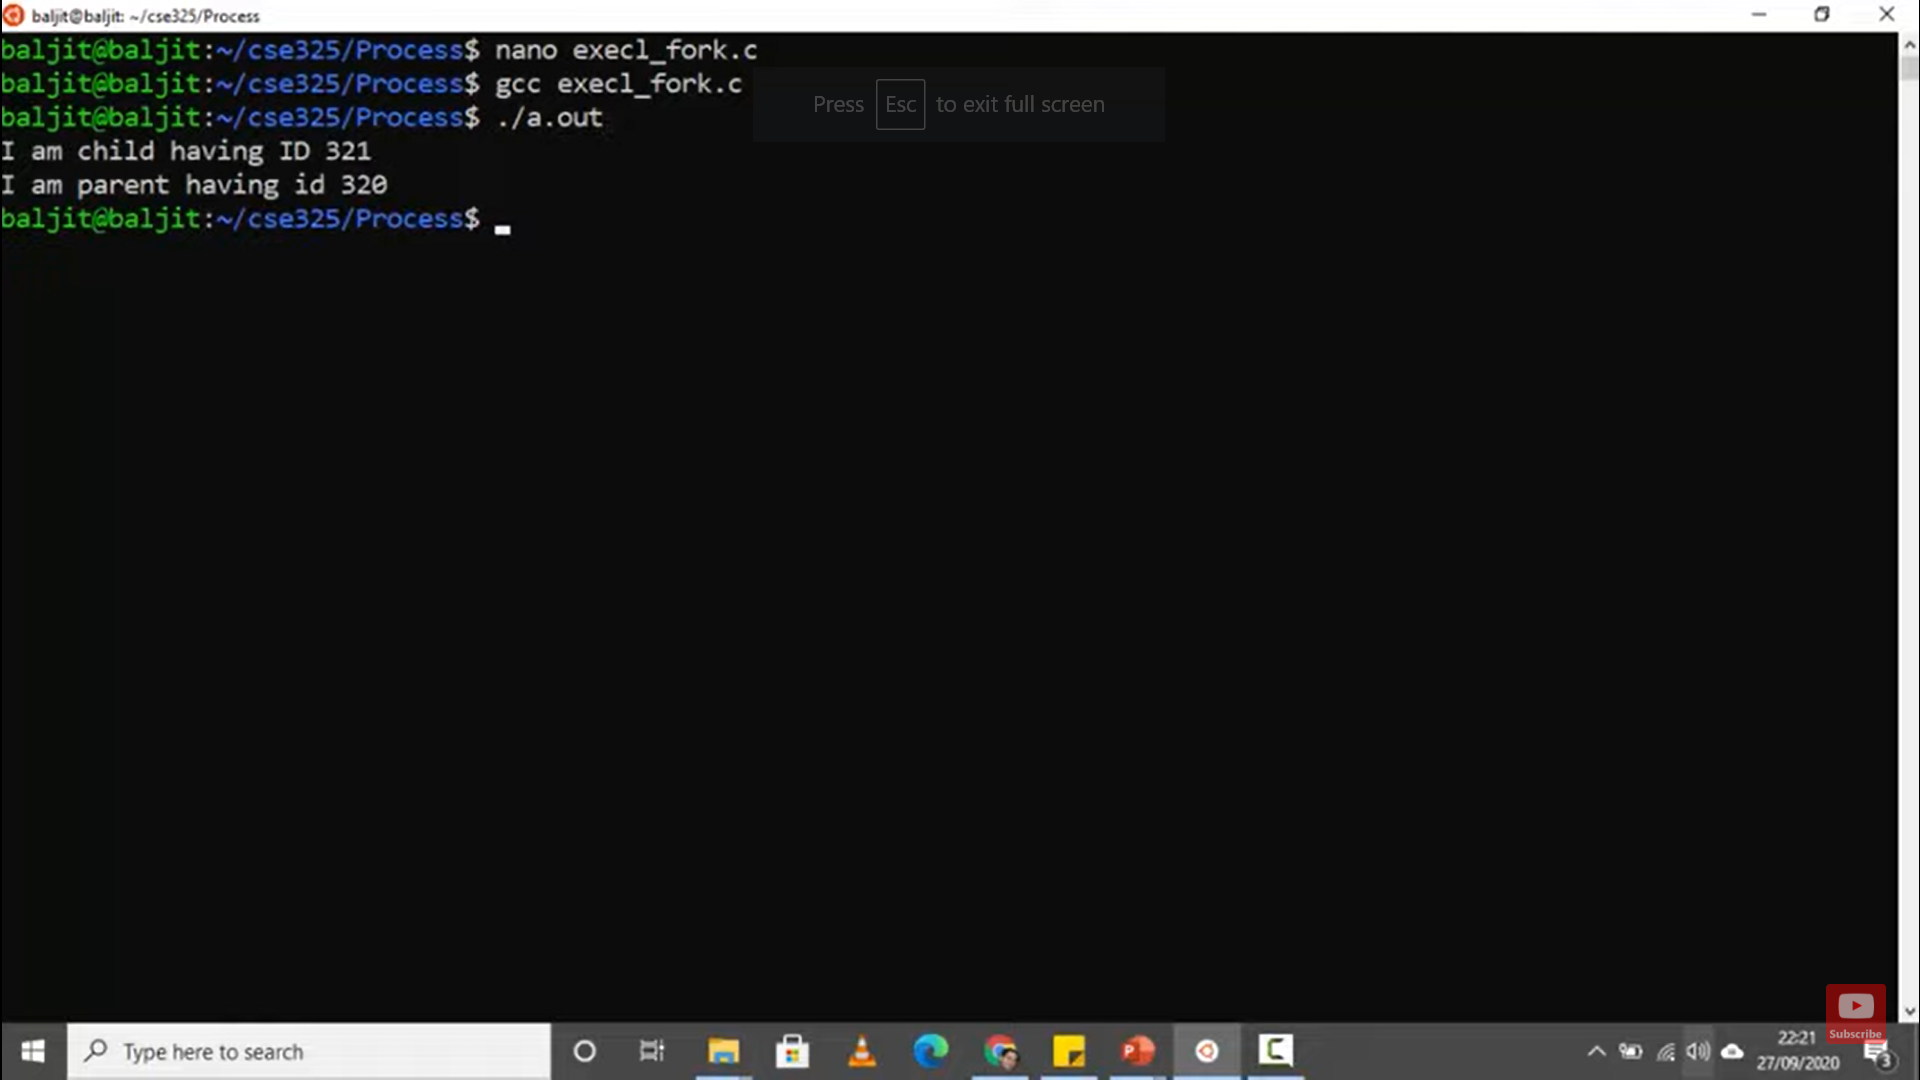 baljit@baljit: ~/cse325/Process
baljit@baljit:~/cse325/Process$ nano execl_fork.c
baljit@baljit:~/cse325/Process$ gcc execl_fork.c
Press Esc to exit full screen
baljit@baljit:~/cse325/Process$ ./a.out
I am child having ID 321
I am parent having id 320
baljit@baljit:~/cse325/Process$
Subscribe
Type here to search
22:21
27/09/2020
3